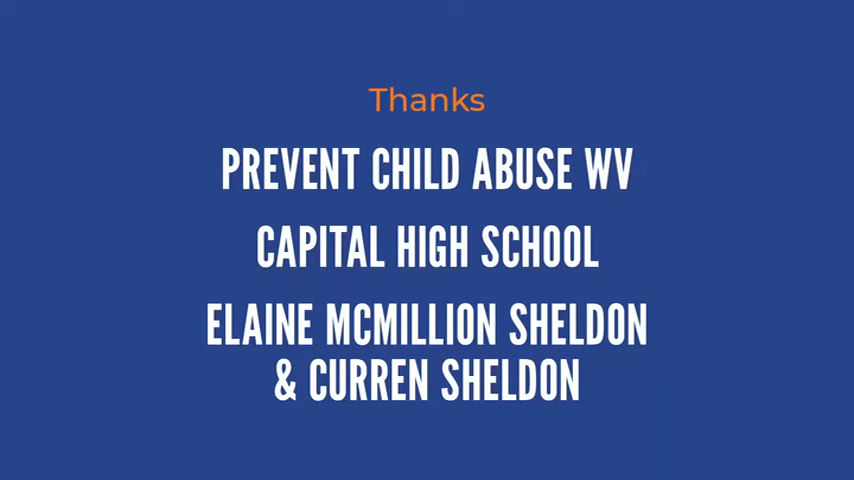 Thanks
PREVENT CHILD ABUSE WV
CAPITAL HIGH SCHOOL
ELAINE MCMILLION SHELDON
& CURREN SHELDON